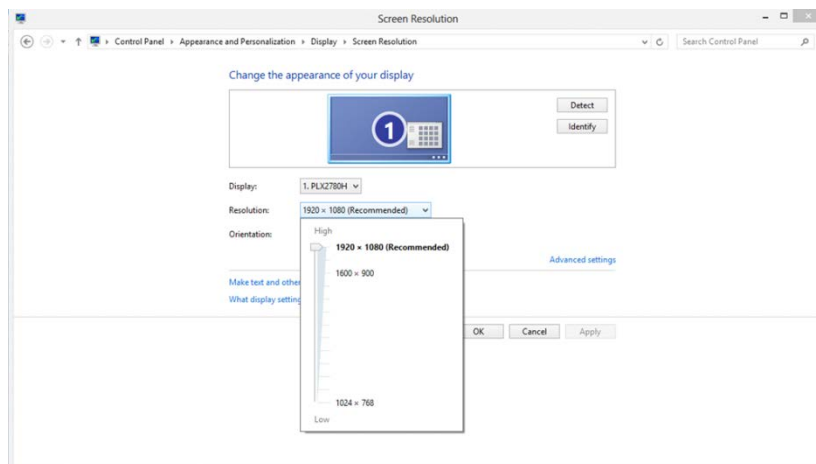 Screen Resolution
Control Panel Appearance and Personalization Display Screen Resolution
Search Control Panel
Change the appearance of your display
1
Detect
Identify
Display: 1. PLX2780H
Resolution: 1920 × 1080 (Recommended)
Orientation:
High
1920 × 1080 (Recommended)
1600 × 900
1024 × 768
Low
Advanced settings
Make text and other
What display setting
OK Cancel Apply